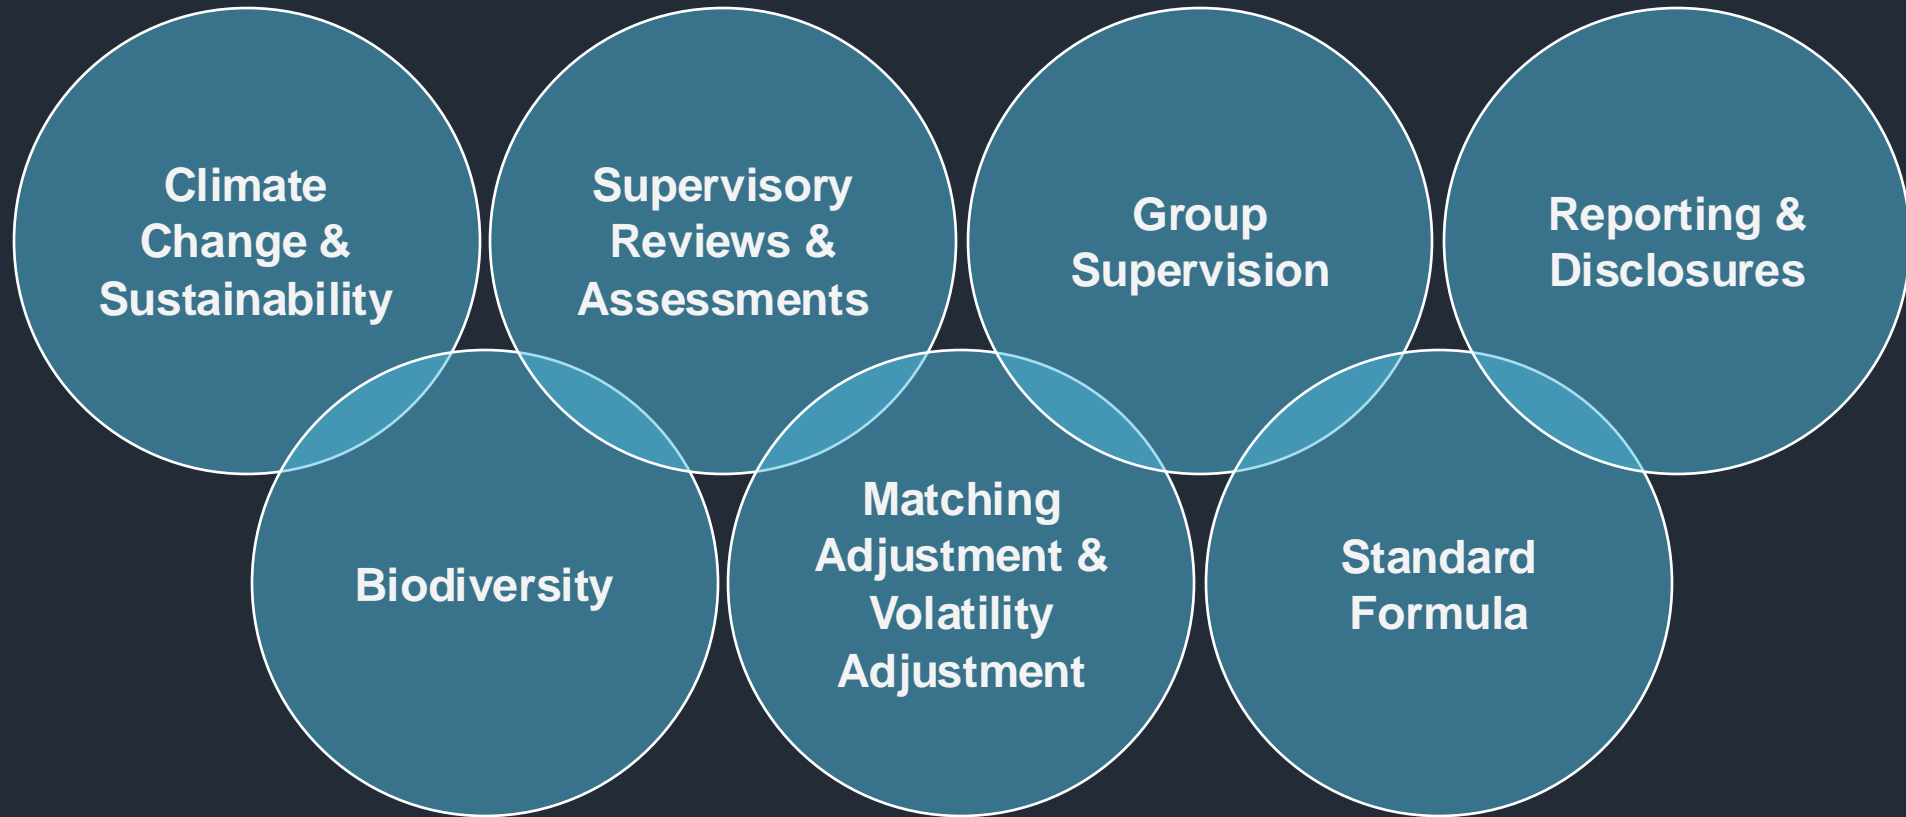 Climate
Change &
Sustainability
Supervisory
Reviews &
Assessments
Group
Supervision
Reporting &
Disclosures
Biodiversity
Matching
Adjustment &
Volatility
Adjustment
Standard
Formula